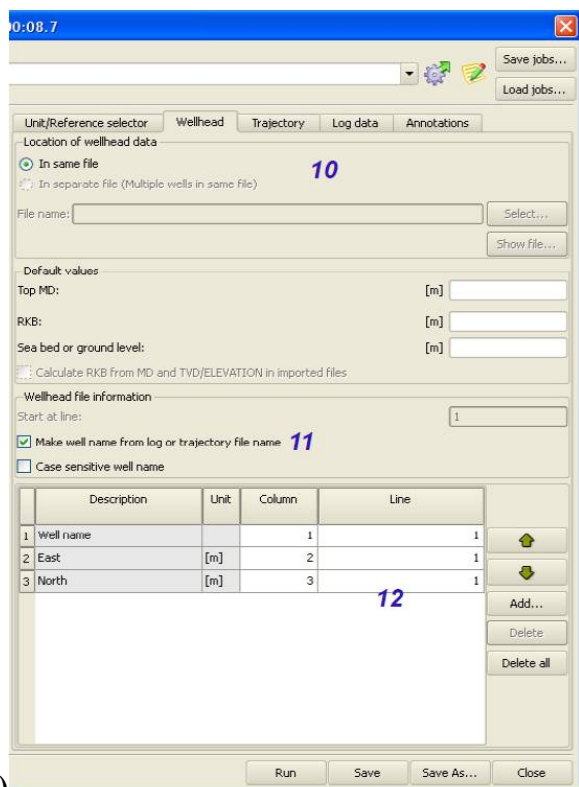 00:08.7
Save jobs...
Load jobs...
Unit/Reference selector Wellhead Trajectory Log data Annotations
Location of wellhead data
In same file 10
In separate file (Multiple wells in same file)
File name: Select...
Show file...
Default values
Top MD: [m]
RKB: [m]
Sea bed or ground level: [m]
Calculate RKB from MD and TVD/ELEVATION in imported files
Wellhead file information
Start at line: 1
Make well name from log or trajectory file name 11
Case sensitive well name
Description Unit Column Line
1 Well name 1 1
2 East [m] 2 1
3 North [m] 3 1
12
Add...
Delete
Delete all
Run Save Save As... Close
)